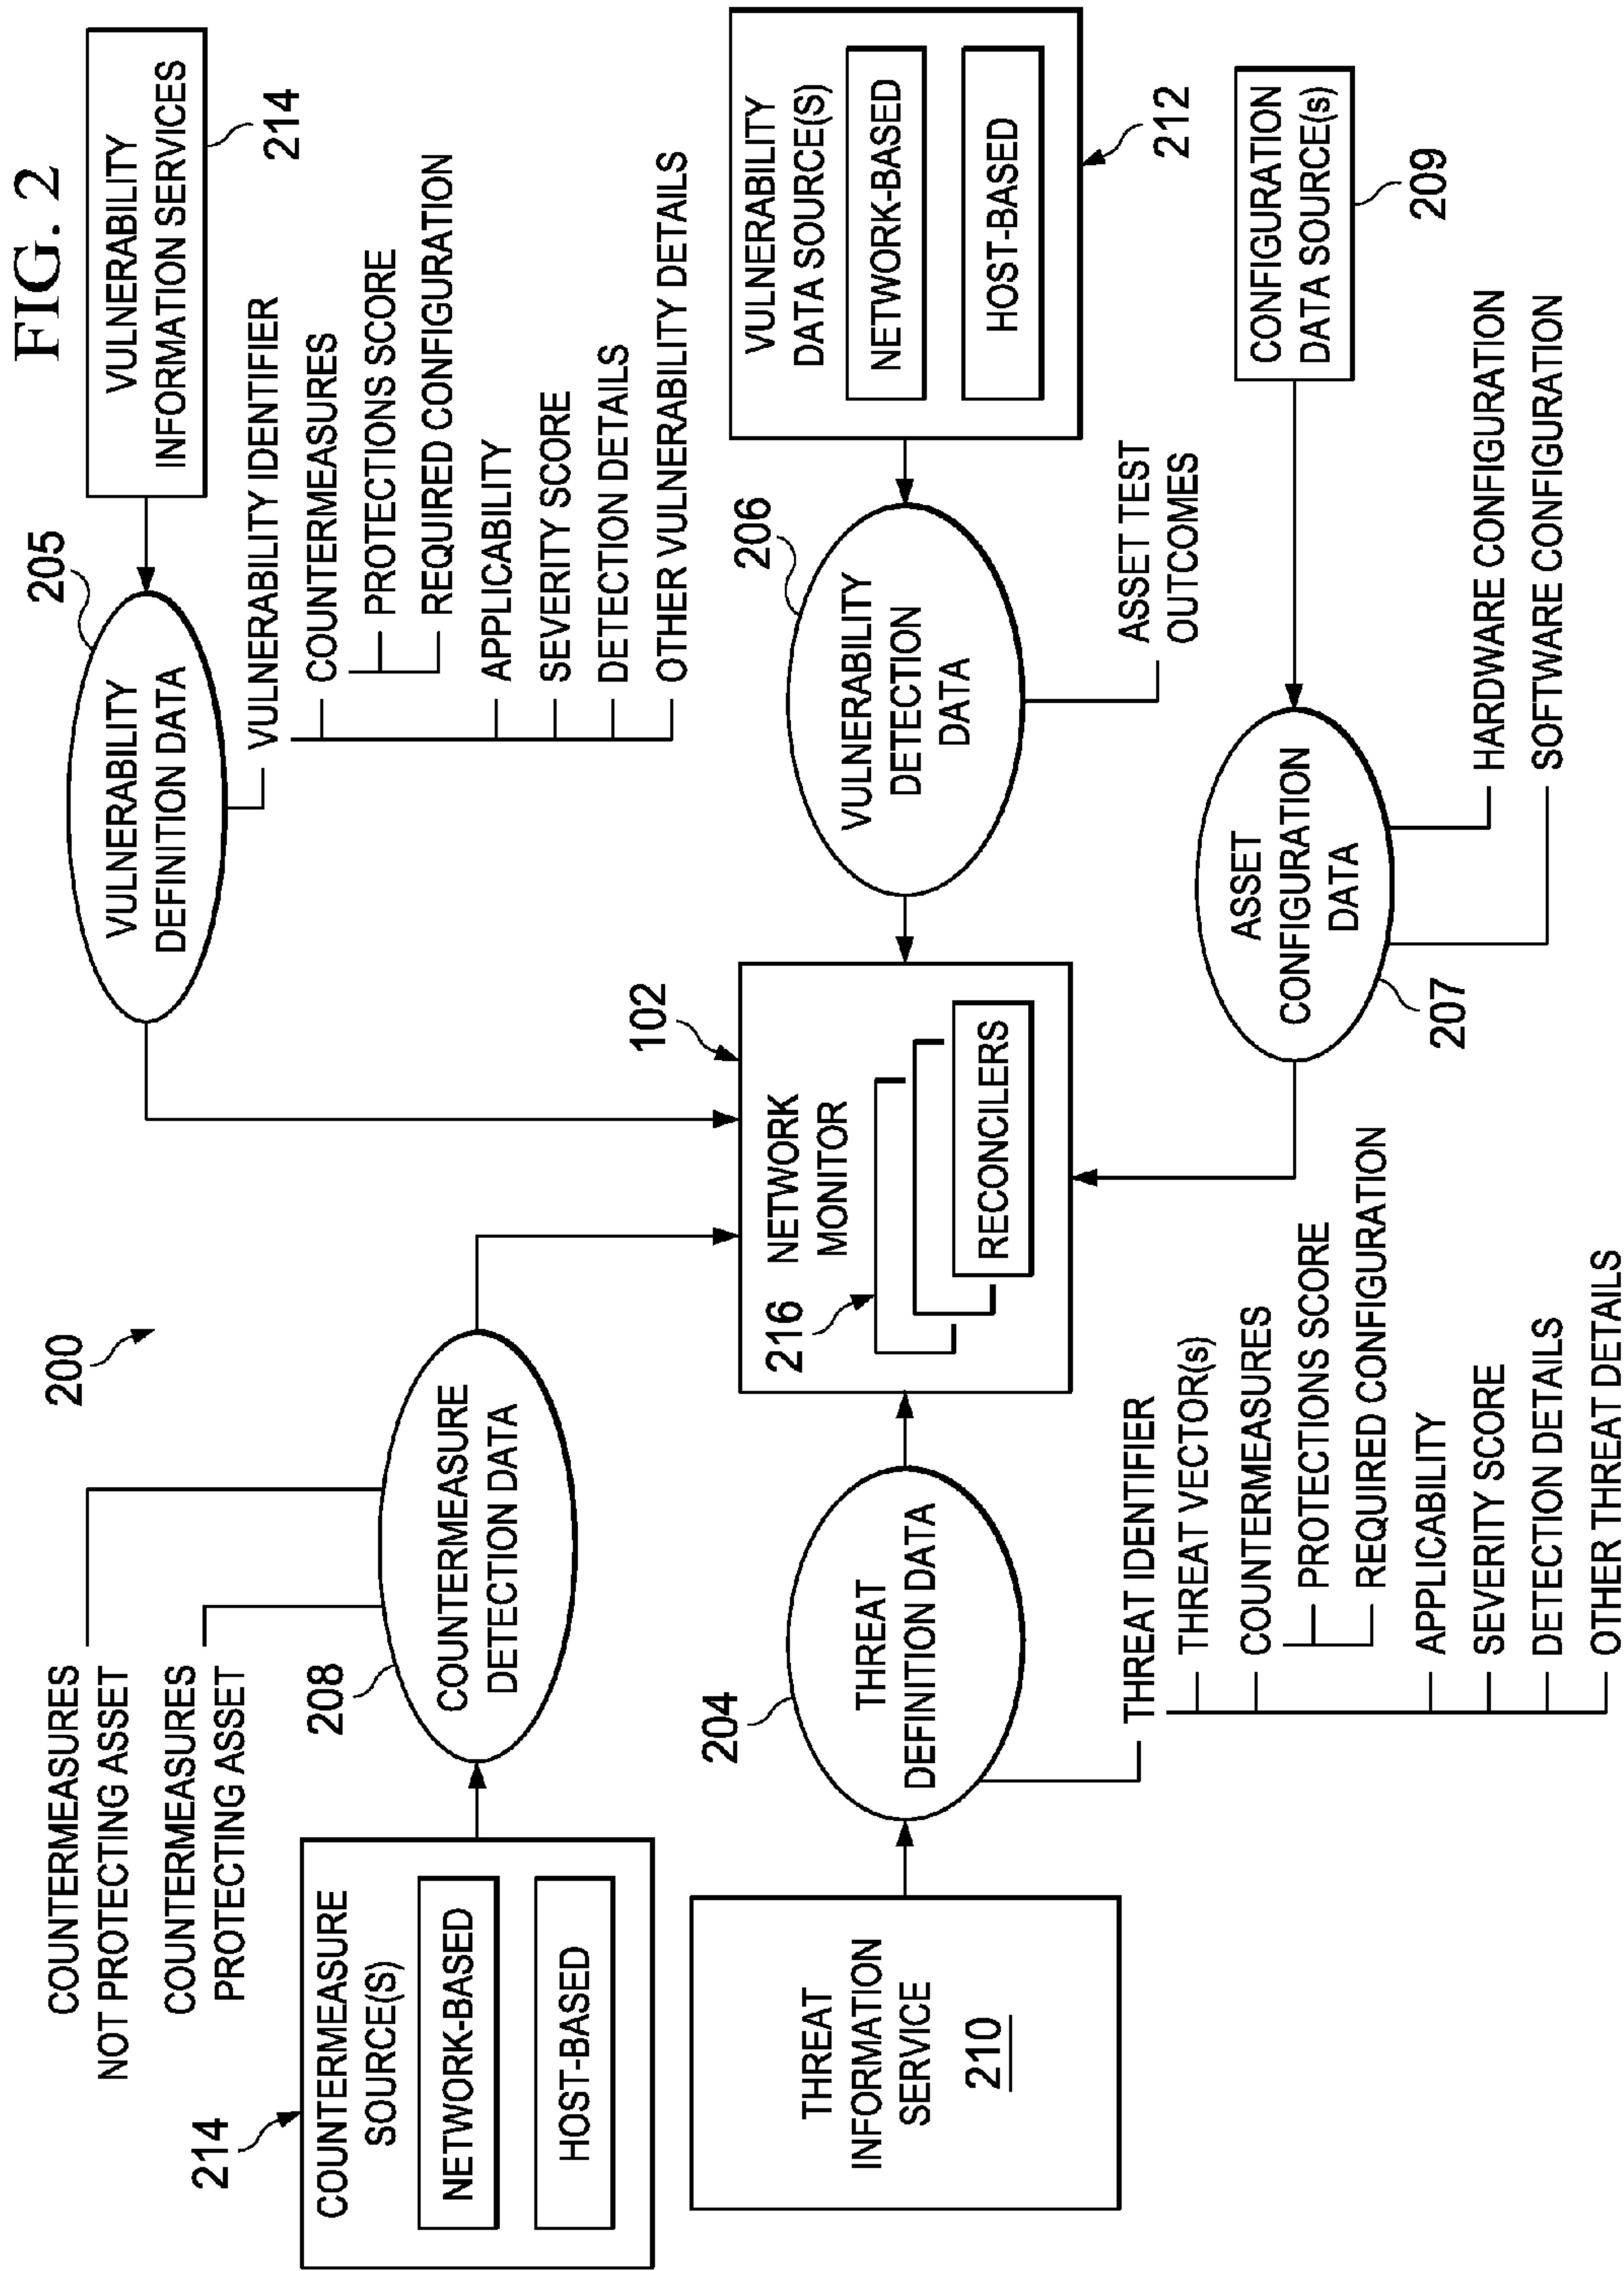 FIG. 2
200
COUNTERMEASURES
NOT PROTECTING ASSET
COUNTERMEASURES
PROTECTING ASSET
208
COUNTERMEASURE
DETECTION DATA
214
COUNTERMEASURE
SOURCE(S)
NETWORK-BASED
HOST-BASED
205
VULNERABILITY
DEFINITION DATA
VULNERABILITY
INFORMATION SERVICES
214
VULNERABILITY IDENTIFIER
COUNTERMEASURES
PROTECTIONS SCORE
REQUIRED CONFIGURATION
APPLICABILITY
SEVERITY SCORE
DETECTION DETAILS
OTHER VULNERABILITY DETAILS
THREAT
INFORMATION
SERVICE
210
204
THREAT
DEFINITION DATA
102
NETWORK
MONITOR
216
RECONCILERS
206
VULNERABILITY
DETECTION
DATA
VULNERABILITY
DATA SOURCE(S)
NETWORK-BASED
HOST-BASED
212
ASSET TEST
OUTCOMES
THREAT IDENTIFIER
THREAT VECTOR(s)
COUNTERMEASURES
PROTECTIONS SCORE
REQUIRED CONFIGURATION
APPLICABILITY
SEVERITY SCORE
DETECTION DETAILS
OTHER THREAT DETAILS
ASSET
CONFIGURATION
DATA
207
CONFIGURATION
DATA SOURCE(s)
209
HARDWARE CONFIGURATION
SOFTWARE CONFIGURATION